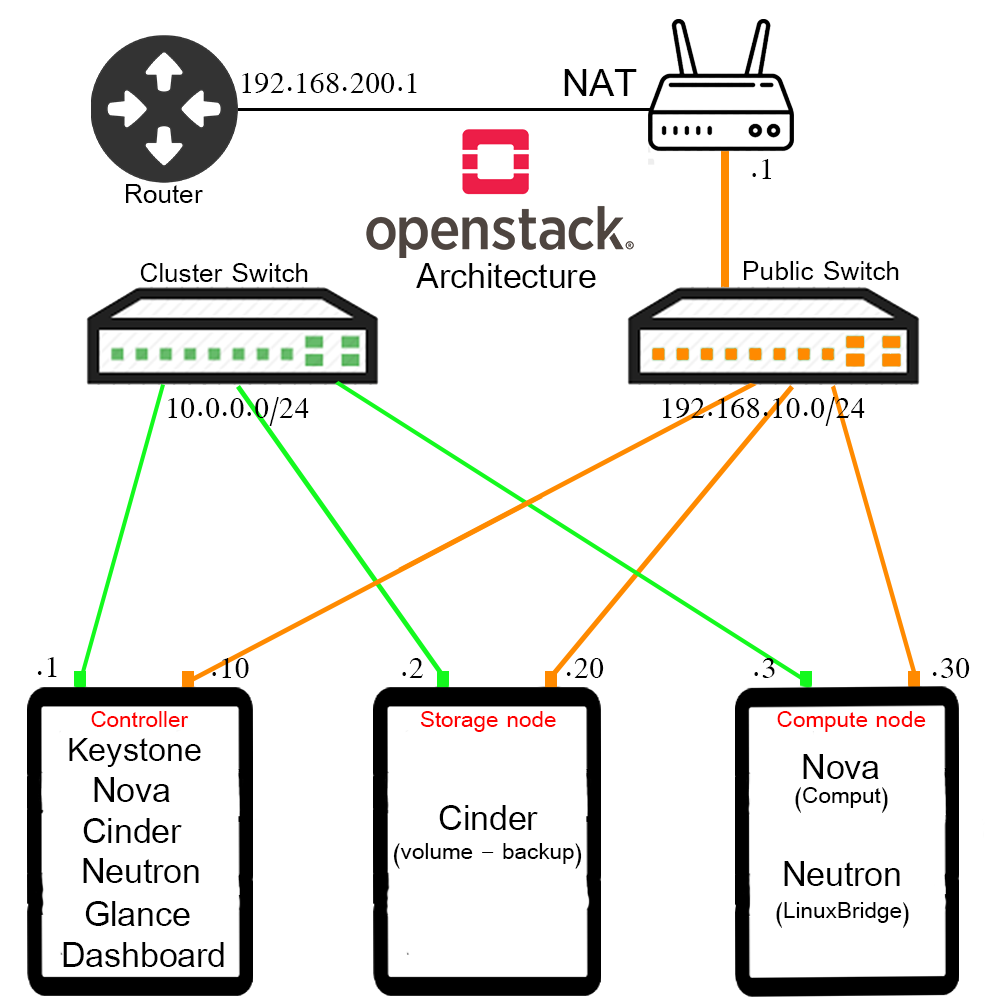 192.168.200.1
NAT
Router
.1
openstack®
Architecture
Cluster Switch
Public Switch
10.0.0.0/24
192.168.10.0/24
.1
.10
.2
.20
.3
.30
Controller
Keystone
Nova
Cinder
Neutron
Glance
Dashboard
Storage node
Cinder
(volume – backup)
Compute node
Nova
(Comput)
Neutron
(LinuxBridge)